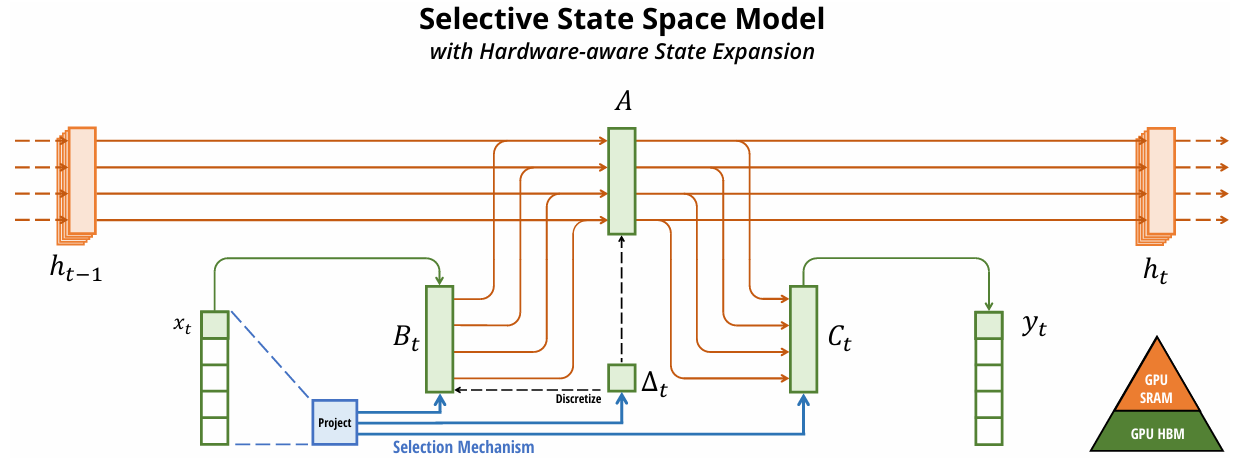 Selective State Space Model
with Hardware-aware State Expansion
A
h_{t-1}
h_t
x_t
B_t
C_t
y_t
Δ_t
Discretize
Project
Selection Mechanism
GPU
SRAM
GPU HBM